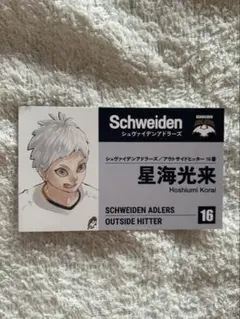 Schweiden
シュヴァイデンアドラーズ
シュヴァイデンアドラーズ／アウトサイドヒッター 16番
星海光来
Hoshiumi Korai
SCHWEIDEN ADLERS
OUTSIDE HITTER
16